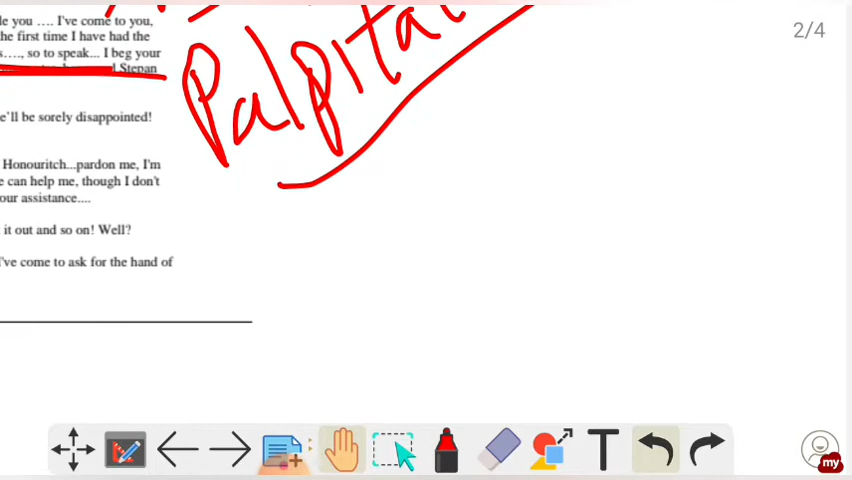 le you .... I've come to you,
he first time I have had the
s…., so to speak... I beg your
Stepan
e'll be sorely disappointed!
Honouritch...pardon me, I'm
e can help me, though I don't
our assistance....
it out and so on! Well?
've come to ask for the hand of
Palpita
2/4
T
my